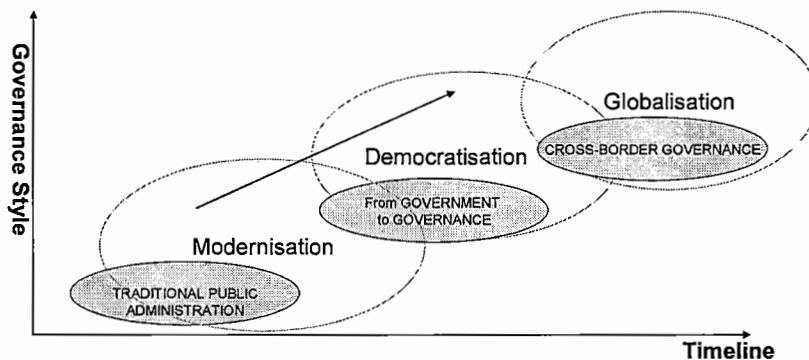 Governance Style
Globalisation
CROSS-BORDER GOVERNANCE
Democratisation
From GOVERNMENT
to GOVERNANCE
Modernisation
TRADITIONAL PUBLIC
ADMINISTRATION
Timeline